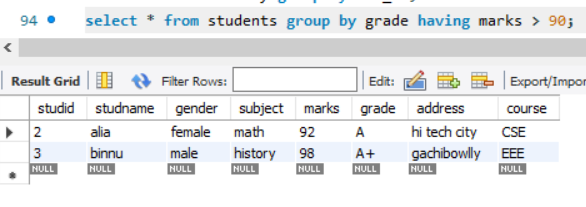 94 select * from students group by grade having marks > 90;
Result Grid Filter Rows: Edit: Export/Impor
studid studname gender subject marks grade address course
2 alia female math 92 A hi tech city CSE
3 binnu male history 98 A+ gachibowlly EEE
NULL NULL NULL NULL NULL NULL NULL NULL